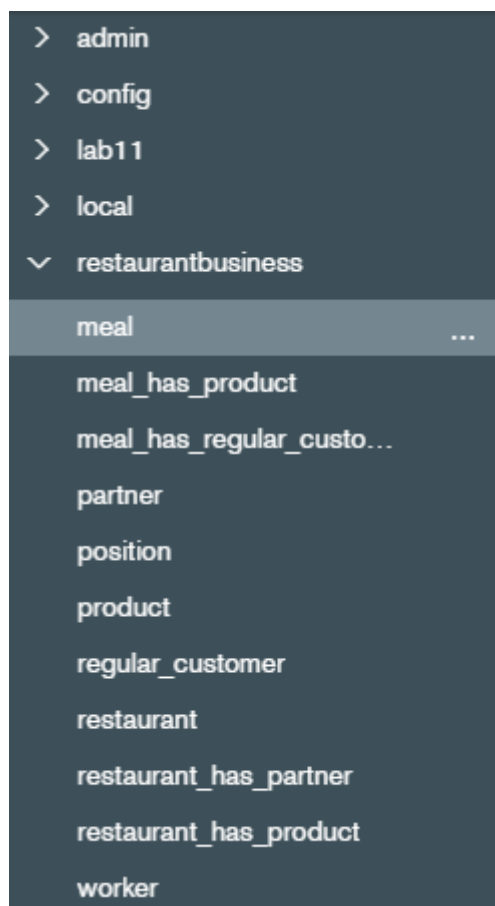 admin
config
lab11
local
restaurantbusiness
meal ...
meal_has_product
meal_has_regular_custo...
partner
position
product
regular_customer
restaurant
restaurant_has_partner
restaurant_has_product
worker